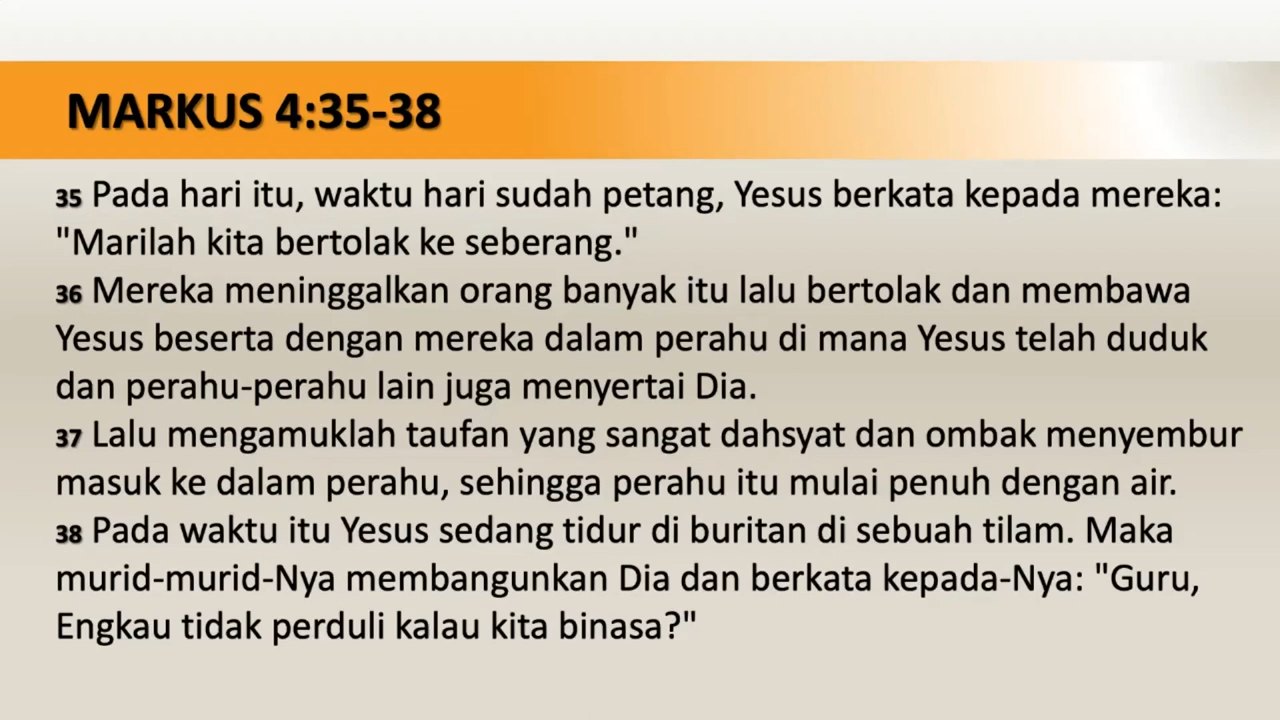 MARKUS 4:35-38
35 Pada hari itu, waktu hari sudah petang, Yesus berkata kepada mereka:
"Marilah kita bertolak ke seberang."
36 Mereka meninggalkan orang banyak itu lalu bertolak dan membawa
Yesus beserta dengan mereka dalam perahu di mana Yesus telah duduk
dan perahu-perahu lain juga menyertai Dia.
37 Lalu mengamuklah taufan yang sangat dahsyat dan ombak menyembur
masuk ke dalam perahu, sehingga perahu itu mulai penuh dengan air.
38 Pada waktu itu Yesus sedang tidur di buritan di sebuah tilam. Maka
murid-murid-Nya membangunkan Dia dan berkata kepada-Nya: "Guru,
Engkau tidak perduli kalau kita binasa?"